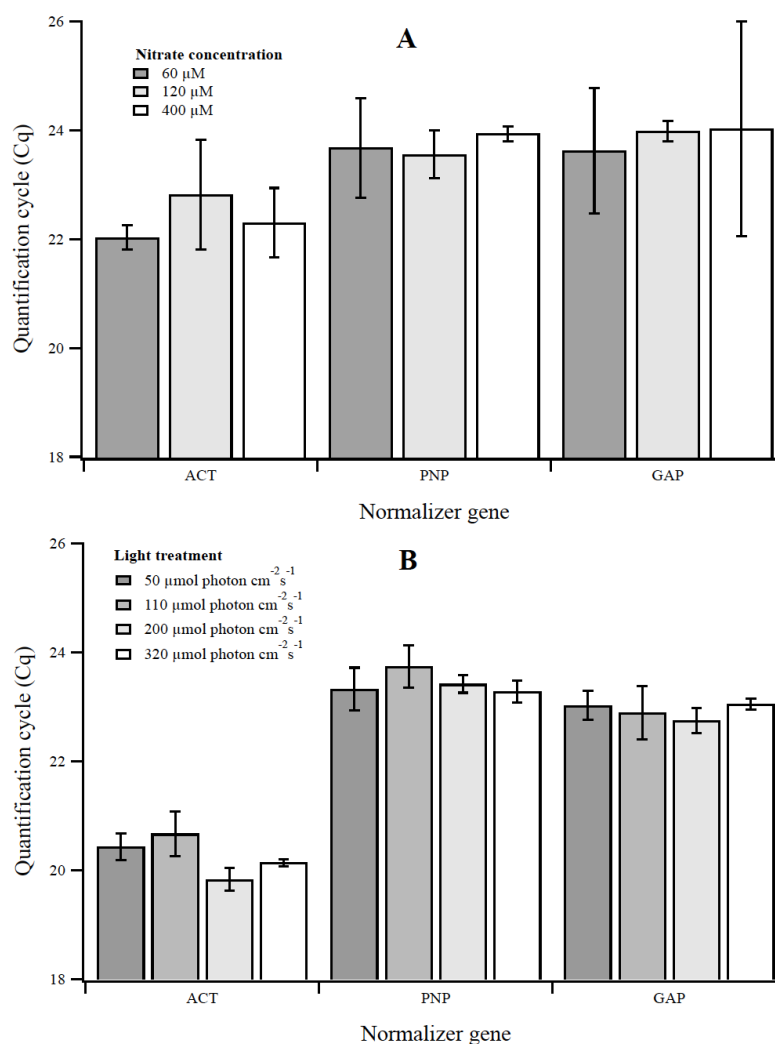 A
Nitrate concentration
60 µM
120 µM
400 µM
26
24
22
20
18
Quantification cycle (Cq)
ACT PNP GAP
Normalizer gene
B
Light treatment
50 µmol photon cm-2s-1
110 µmol photon cm-2s-1
200 µmol photon cm-2s-1
320 µmol photon cm-2s-1
26
24
22
20
18
Quantification cycle (Cq)
ACT PNP GAP
Normalizer gene